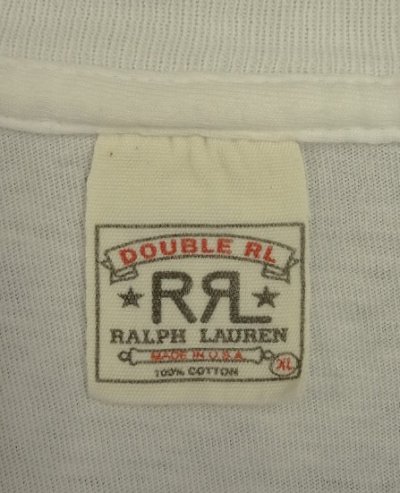 DOUBLE RL
RRL
RALPH LAUREN
MADE IN U.S.A.
100% COTTON
XL